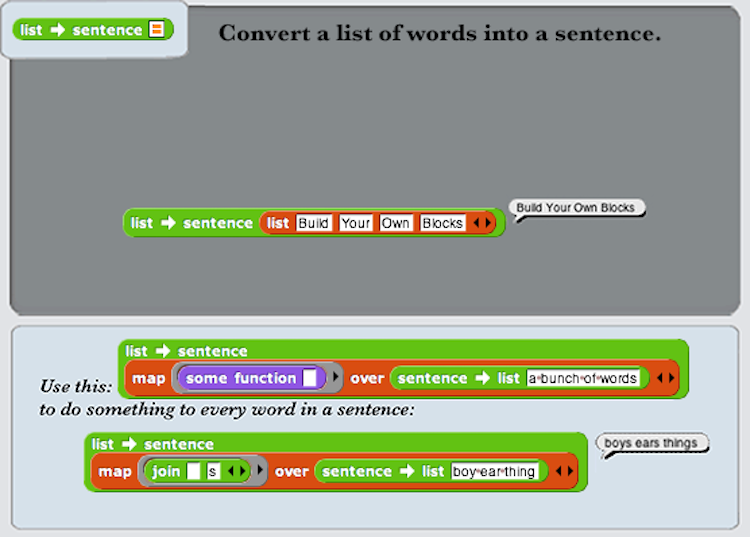 list ➔ sentence
Convert a list of words into a sentence.
list ➔ sentence list Build Your Own Blocks
Build Your Own Blocks
list ➔ sentence
Use this: map some function over sentence ➔ list a•bunch•of•words
to do something to every word in a sentence:
list ➔ sentence
map join s over sentence ➔ list boy•ear•thing
boys ears things